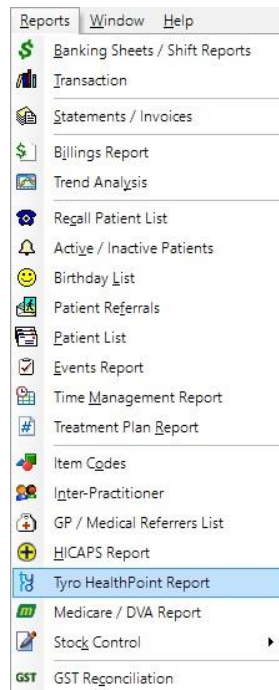 Reports Window Help
$ Banking Sheets / Shift Reports
Transaction
Statements / Invoices
$ Billings Report
Trend Analysis
Recall Patient List
Active / Inactive Patients
Birthday List
Patient Referrals
Patient List
Events Report
Time Management Report
# Treatment Plan Report
Item Codes
Inter-Practitioner
GP / Medical Referrers List
HICAPS Report
ty Tyro HealthPoint Report
m Medicare / DVA Report
Stock Control
GST GST Reconciliation